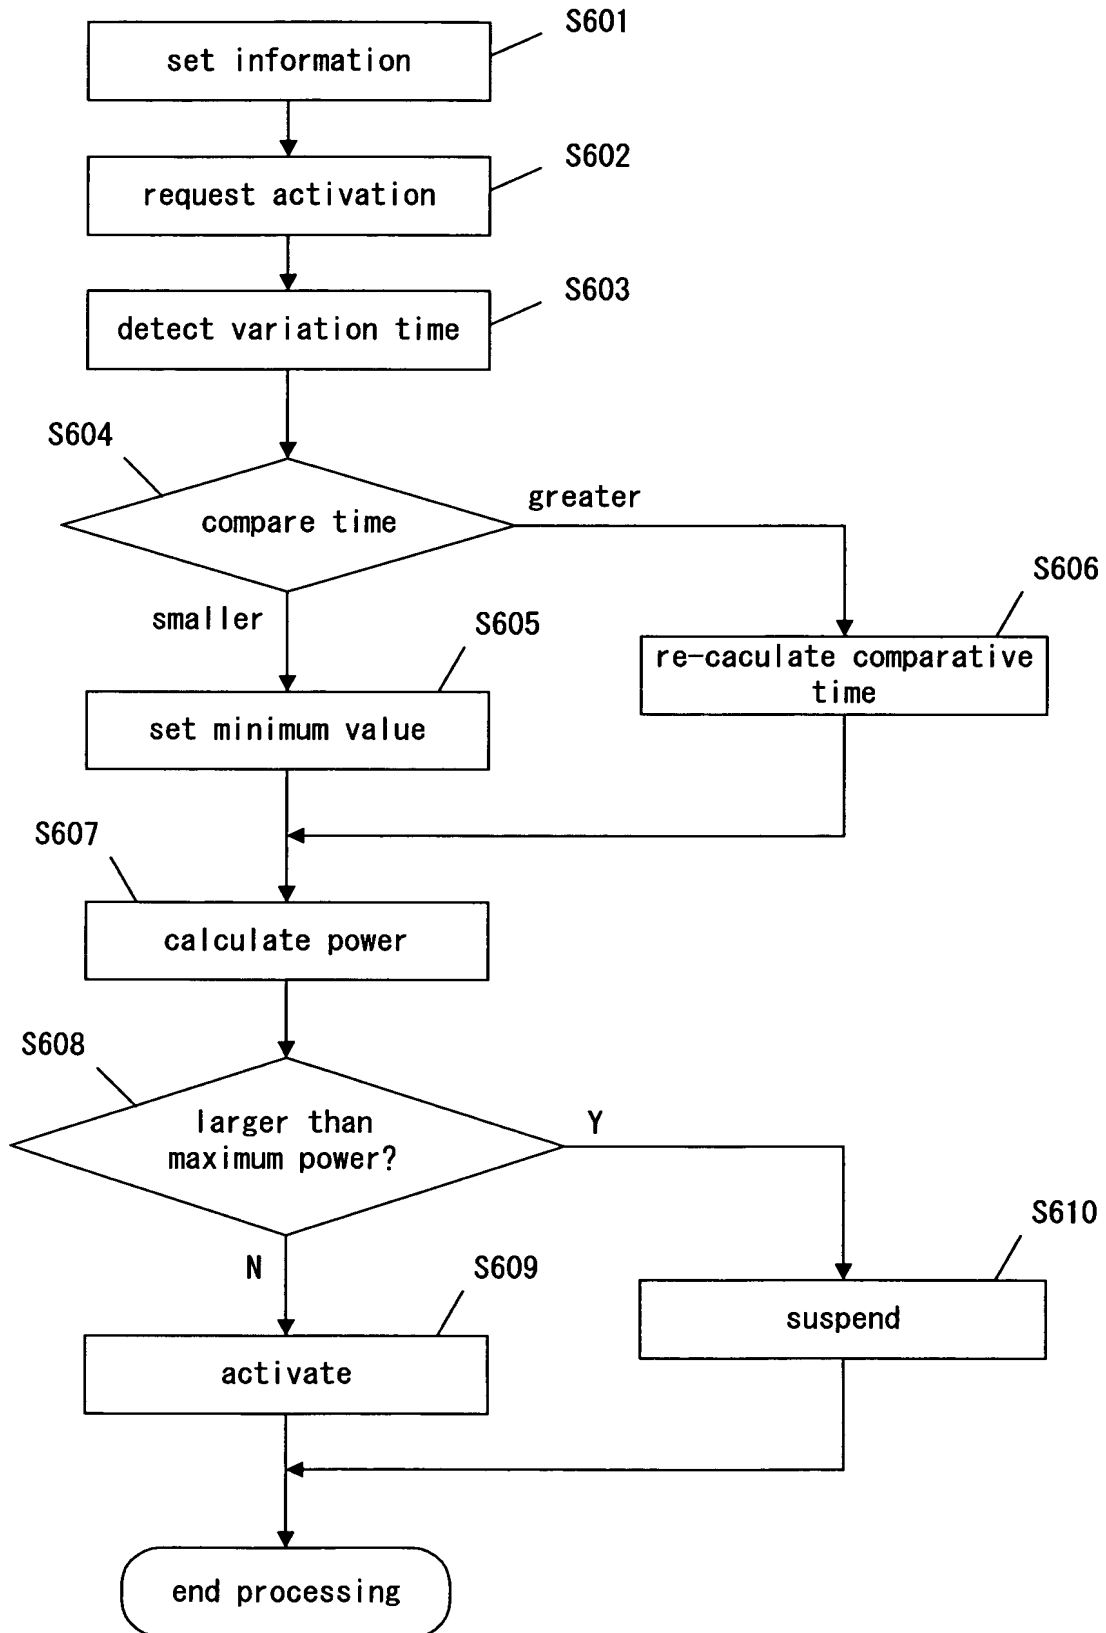 S601
set information
S602
request activation
S603
detect variation time
S604
compare time
greater
smaller
S605
set minimum value
S606
re-caculate comparative
time
S607
calculate power
S608
larger than
maximum power?
Y
N
S609
activate
S610
suspend
end processing